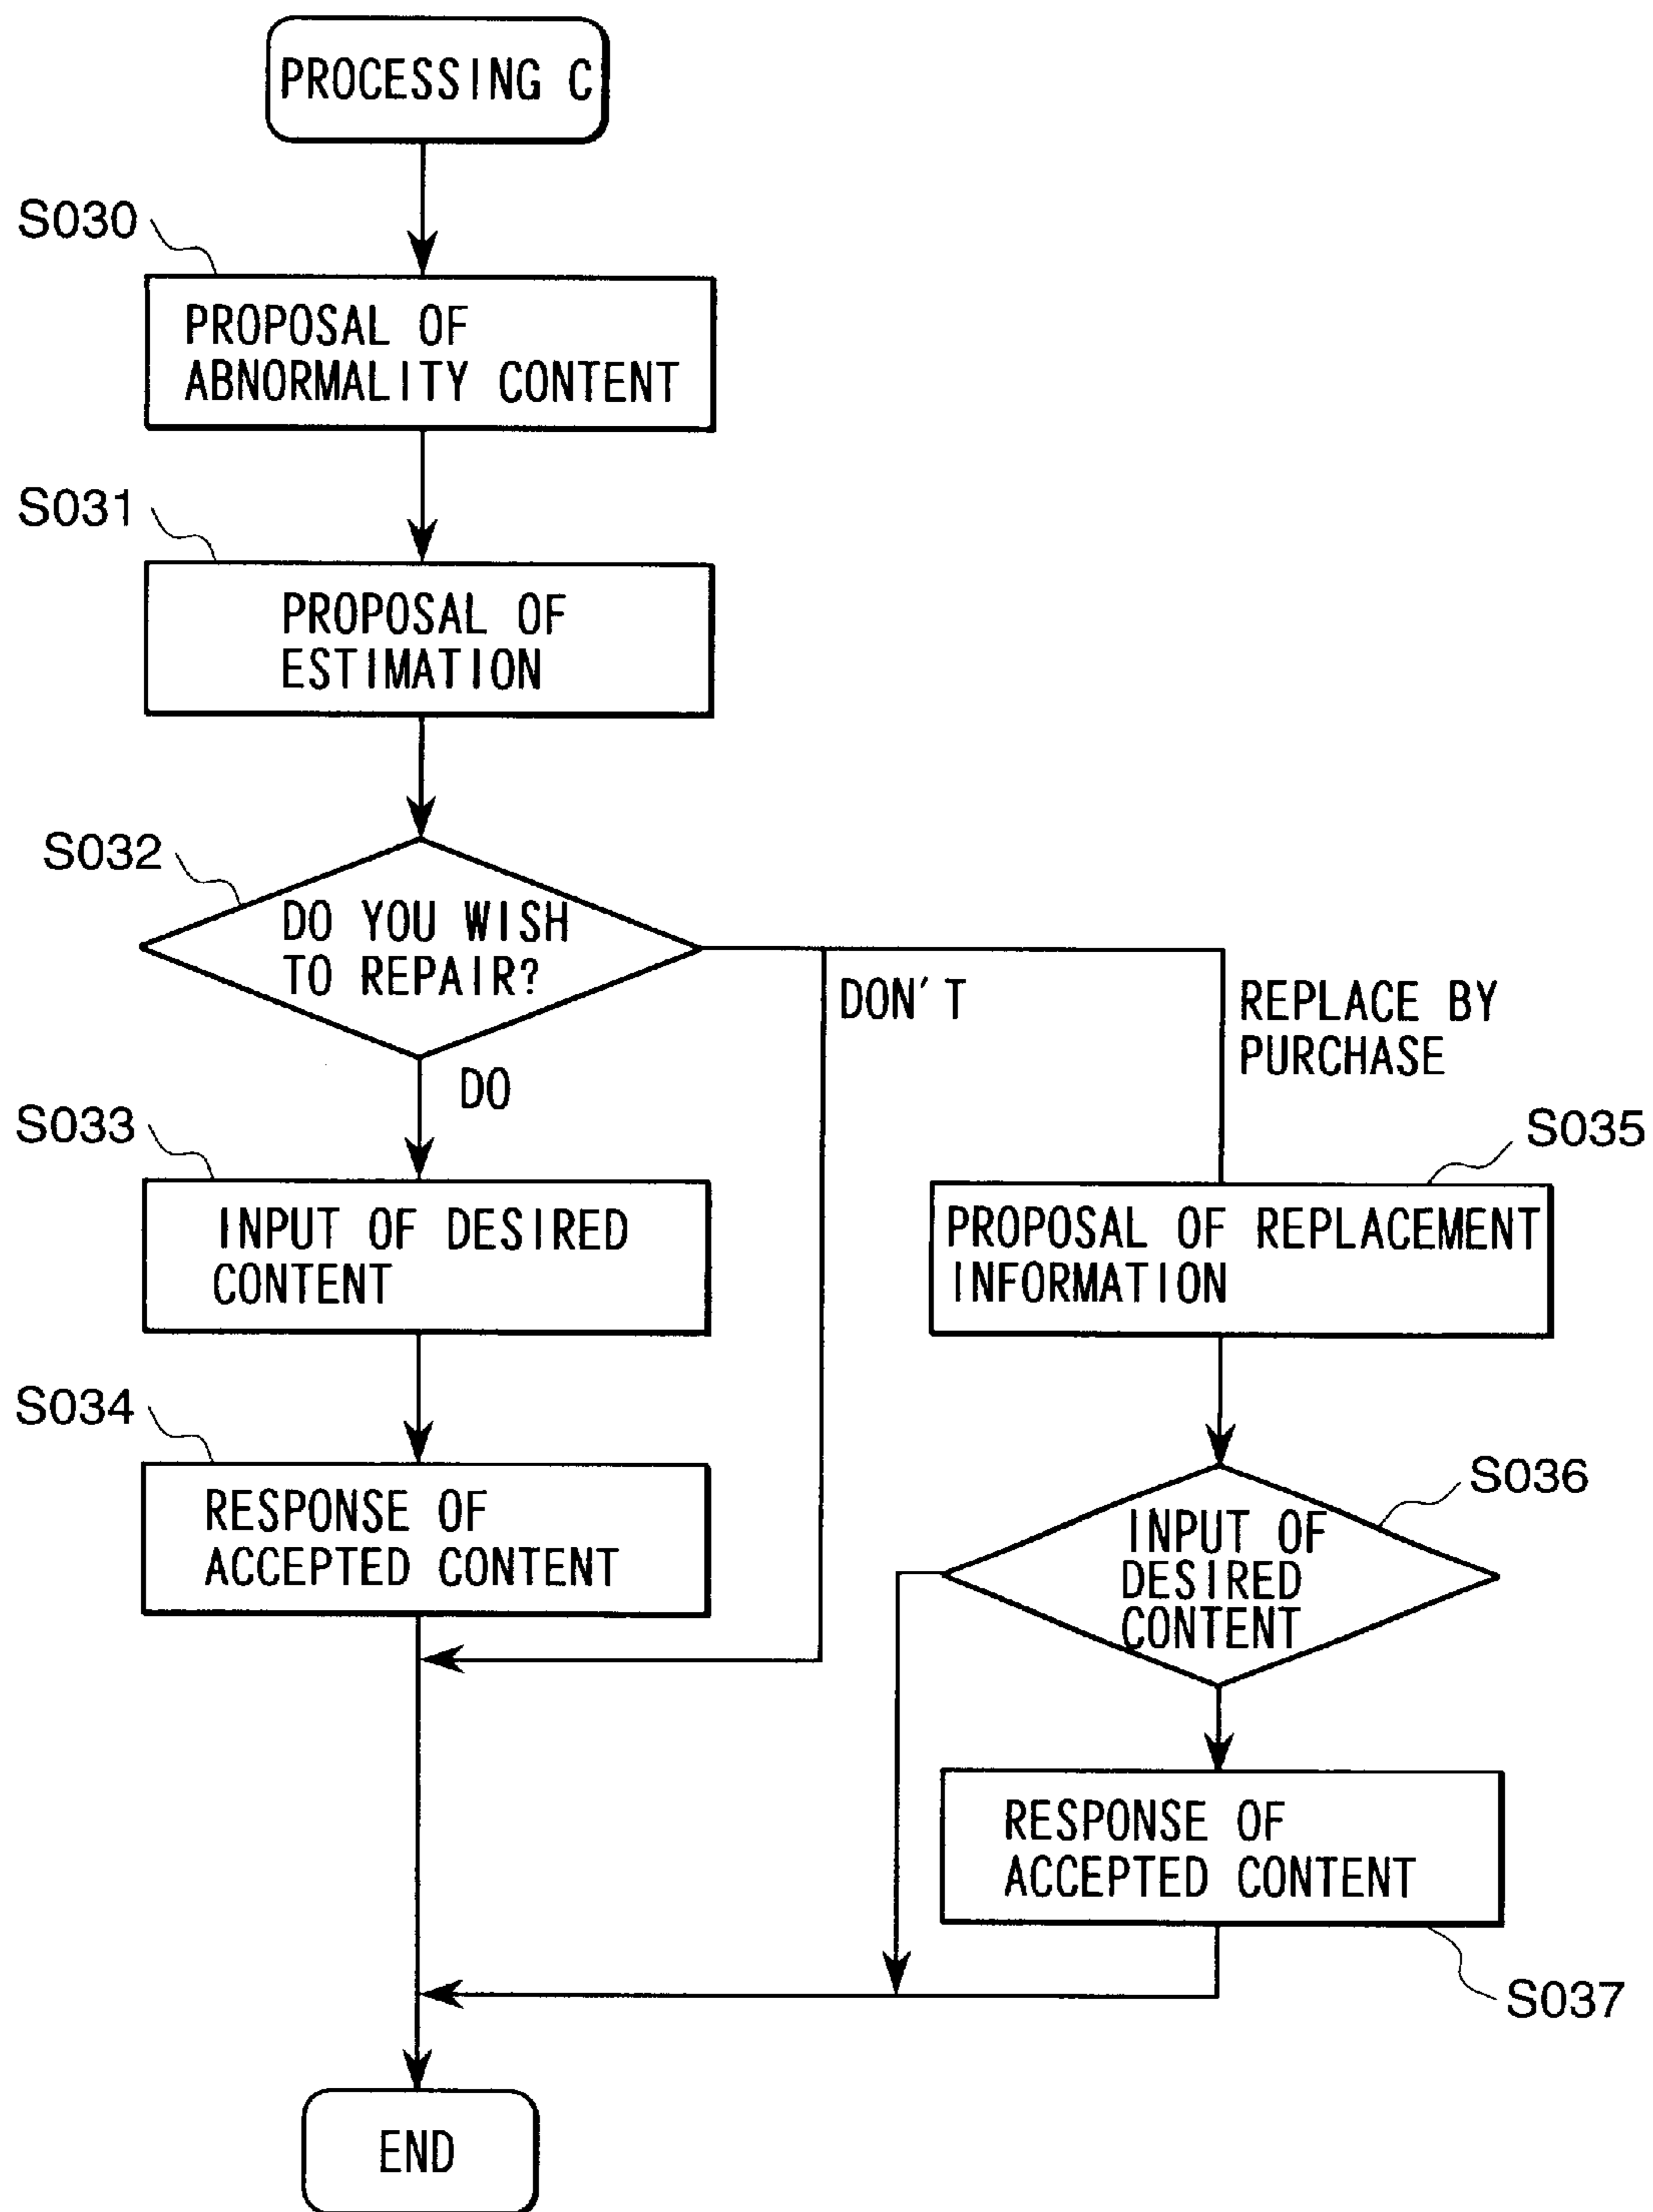 PROCESSING C
S030
PROPOSAL OF
ABNORMALITY CONTENT
S031
PROPOSAL OF
ESTIMATION
S032
DO YOU WISH
TO REPAIR?
DON'T
REPLACE BY
PURCHASE
DO
S033
INPUT OF DESIRED
CONTENT
S035
PROPOSAL OF REPLACEMENT
INFORMATION
S034
RESPONSE OF
ACCEPTED CONTENT
S036
INPUT OF
DESIRED
CONTENT
RESPONSE OF
ACCEPTED CONTENT
S037
END